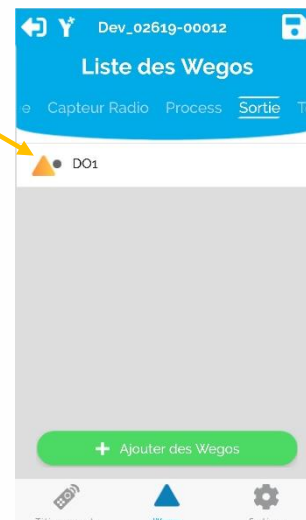 Dev_02619-00012
Liste des Wegos
e Capteur Radio Process Sortie T
DO1
+ Ajouter des Wegos